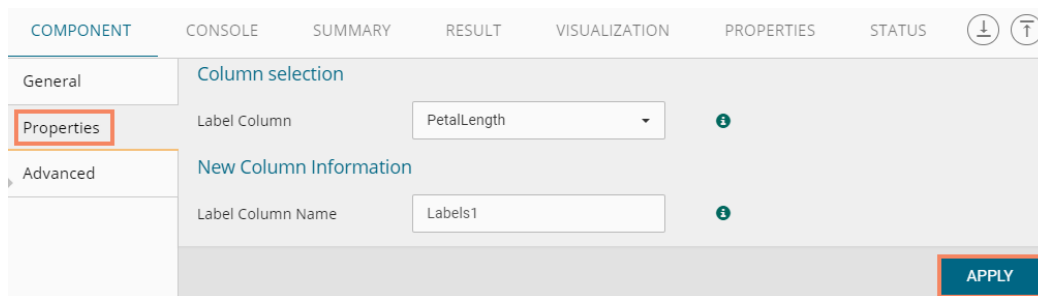 COMPONENT CONSOLE SUMMARY RESULT VISUALIZATION PROPERTIES STATUS
General
Properties
Advanced
Column selection
Label Column PetalLength
New Column Information
Label Column Name Labels1
APPLY